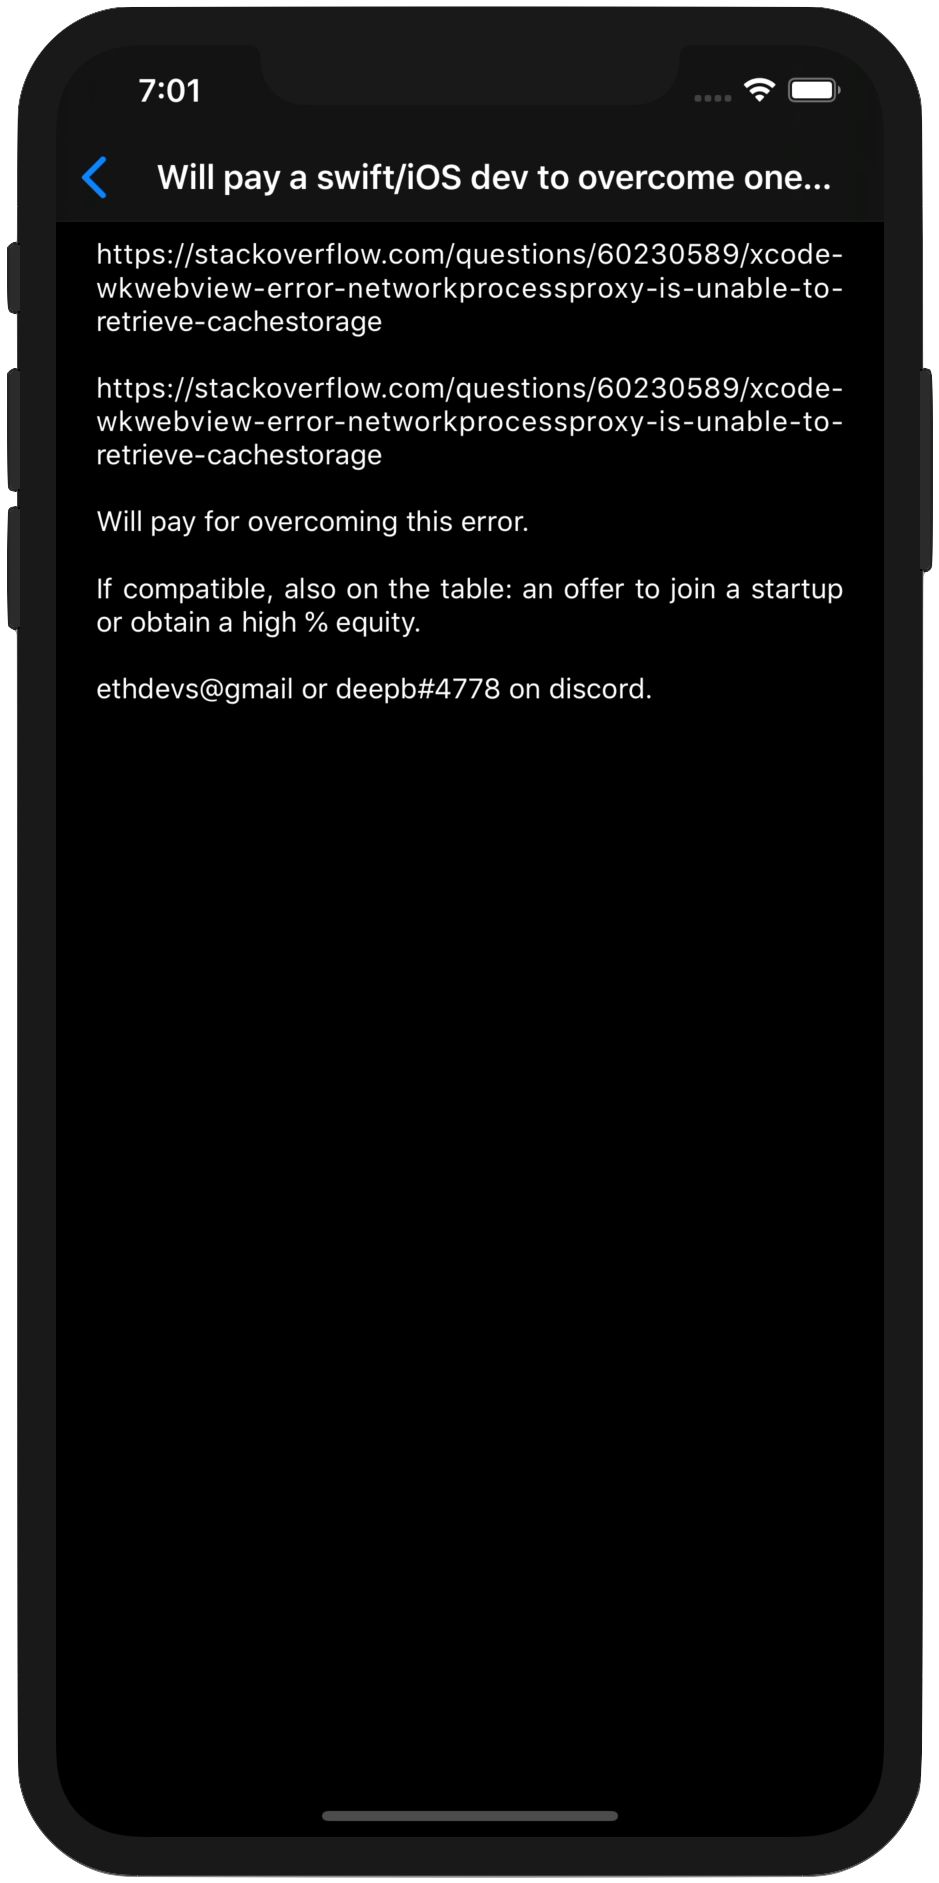 7:01
Will pay a swift/iOS dev to overcome one...
https://stackoverflow.com/questions/60230589/xcode-
wkwebview-error-networkprocessproxy-is-unable-to-
retrieve-cachestorage
https://stackoverflow.com/questions/60230589/xcode-
wkwebview-error-networkprocessproxy-is-unable-to-
retrieve-cachestorage
Will pay for overcoming this error.
If compatible, also on the table: an offer to join a startup
or obtain a high % equity.
ethdevs@gmail or deepb#4778 on discord.